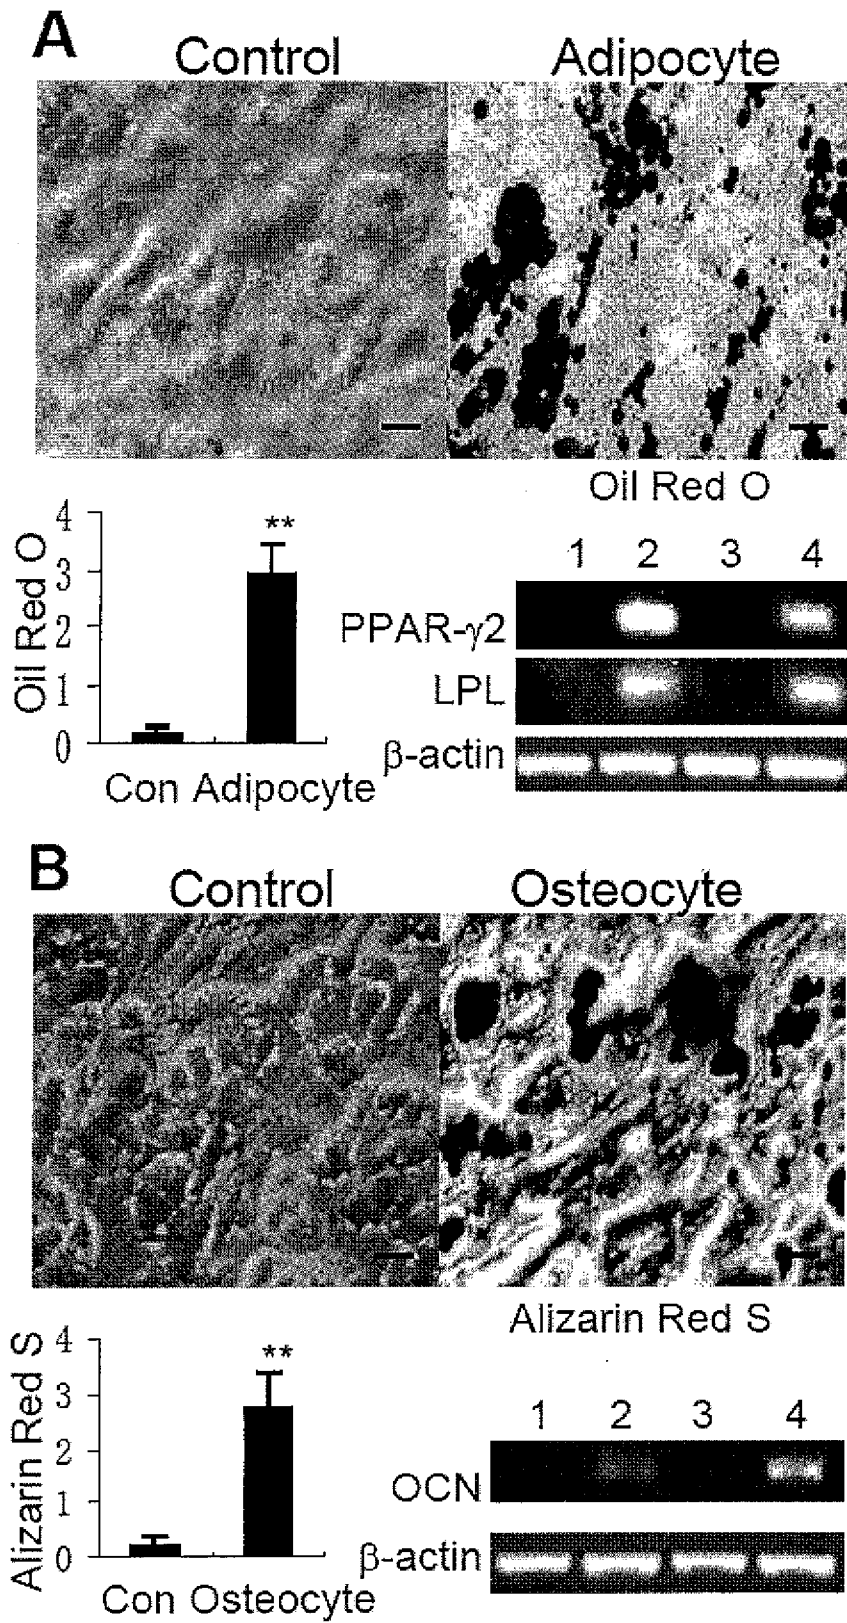 A
Control Adipocyte
Oil Red O
4
3
2
1
0
Oil Red O
**
Con Adipocyte
1 2 3 4
PPAR-γ2
LPL
β-actin
B
Control Osteocyte
Alizarin Red S
4
3
2
1
0
Alizarin Red S
**
Con Osteocyte
1 2 3 4
OCN
β-actin